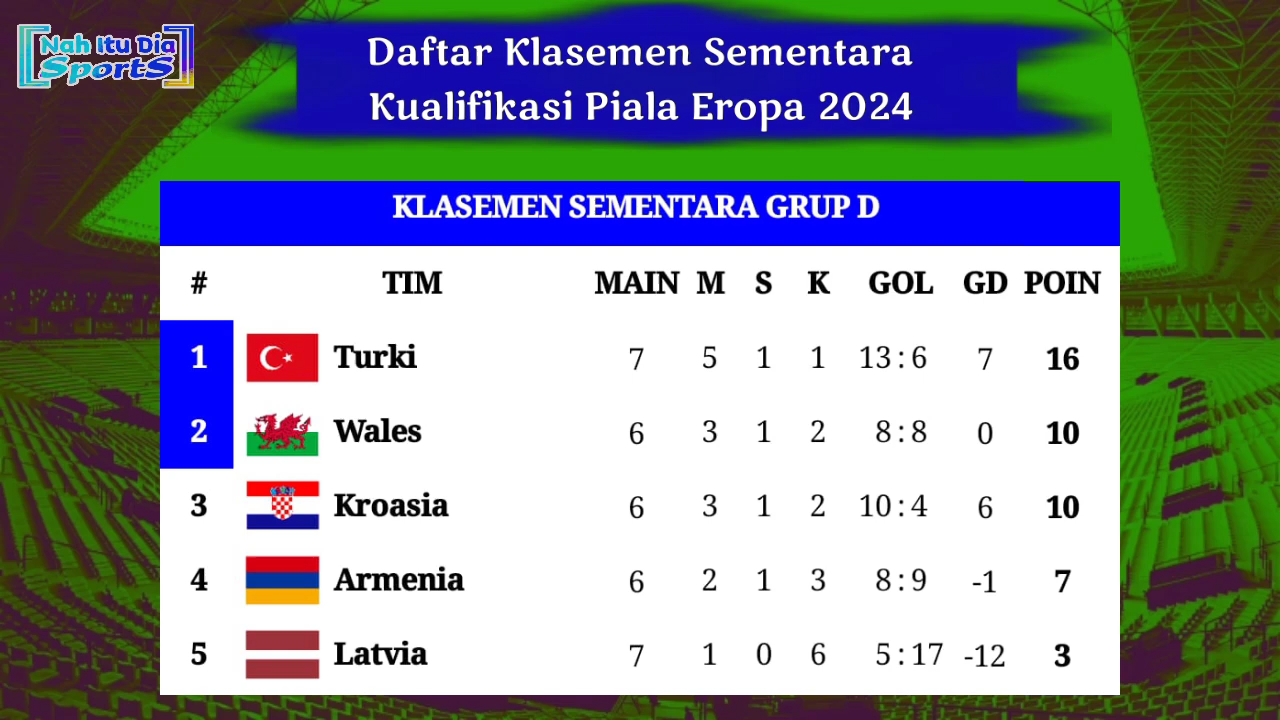 Nah Itu Dia
SportS
Daftar Klasemen Sementara
Kualifikasi Piala Eropa 2024
KLASEMEN SEMENTARA GRUP D
# TIM MAIN M S K GOL GD POIN
1 Turki 7 5 1 1 13:6 7 16
2 Wales 6 3 1 2 8:8 0 10
3 Kroasia 6 3 1 2 10:4 6 10
4 Armenia 6 2 1 3 8:9 -1 7
5 Latvia 7 1 0 6 5:17 -12 3